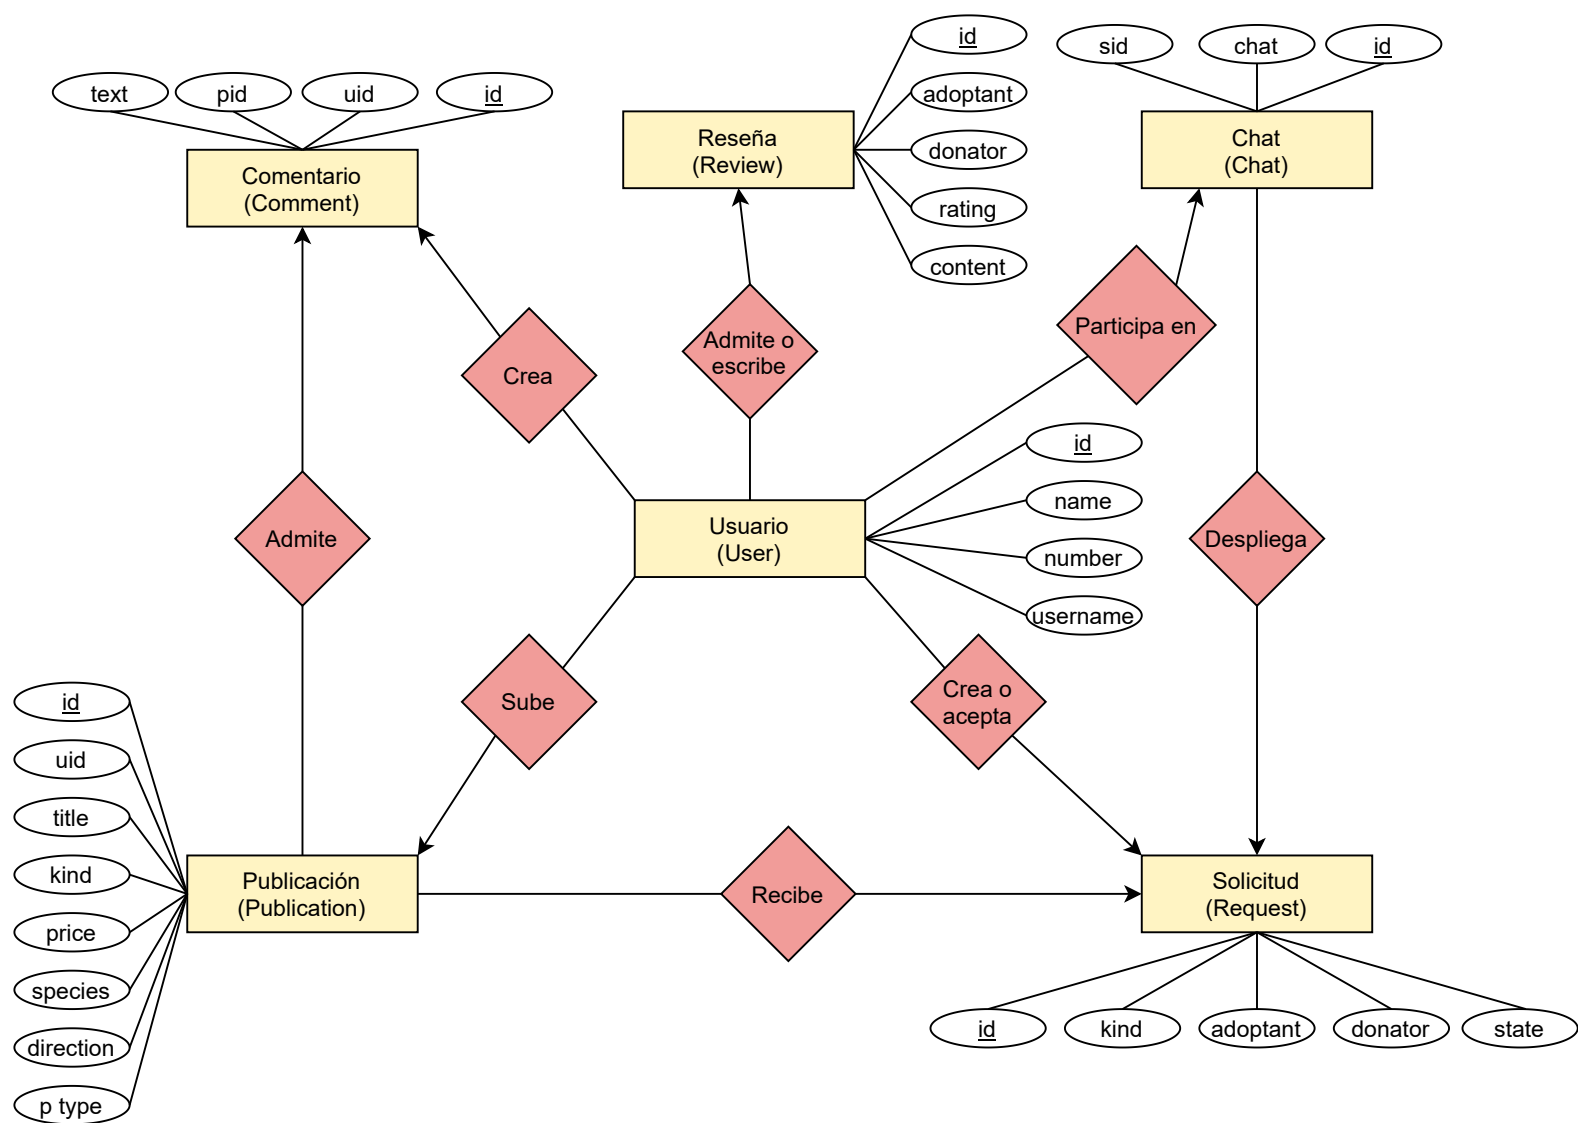 id
sid
chat
id
text
pid
uid
id
adoptant
Reseña
(Review)
Chat
(Chat)
donator
Comentario
(Comment)
rating
content
Participa en
Admite o
escribe
Crea
id
name
Usuario
(User)
Admite
Despliega
number
username
id
Sube
Crea o
acepta
uid
title
kind
Publicación
(Publication)
Recibe
Solicitud
(Request)
price
species
id
kind
adoptant
donator
state
direction
p type